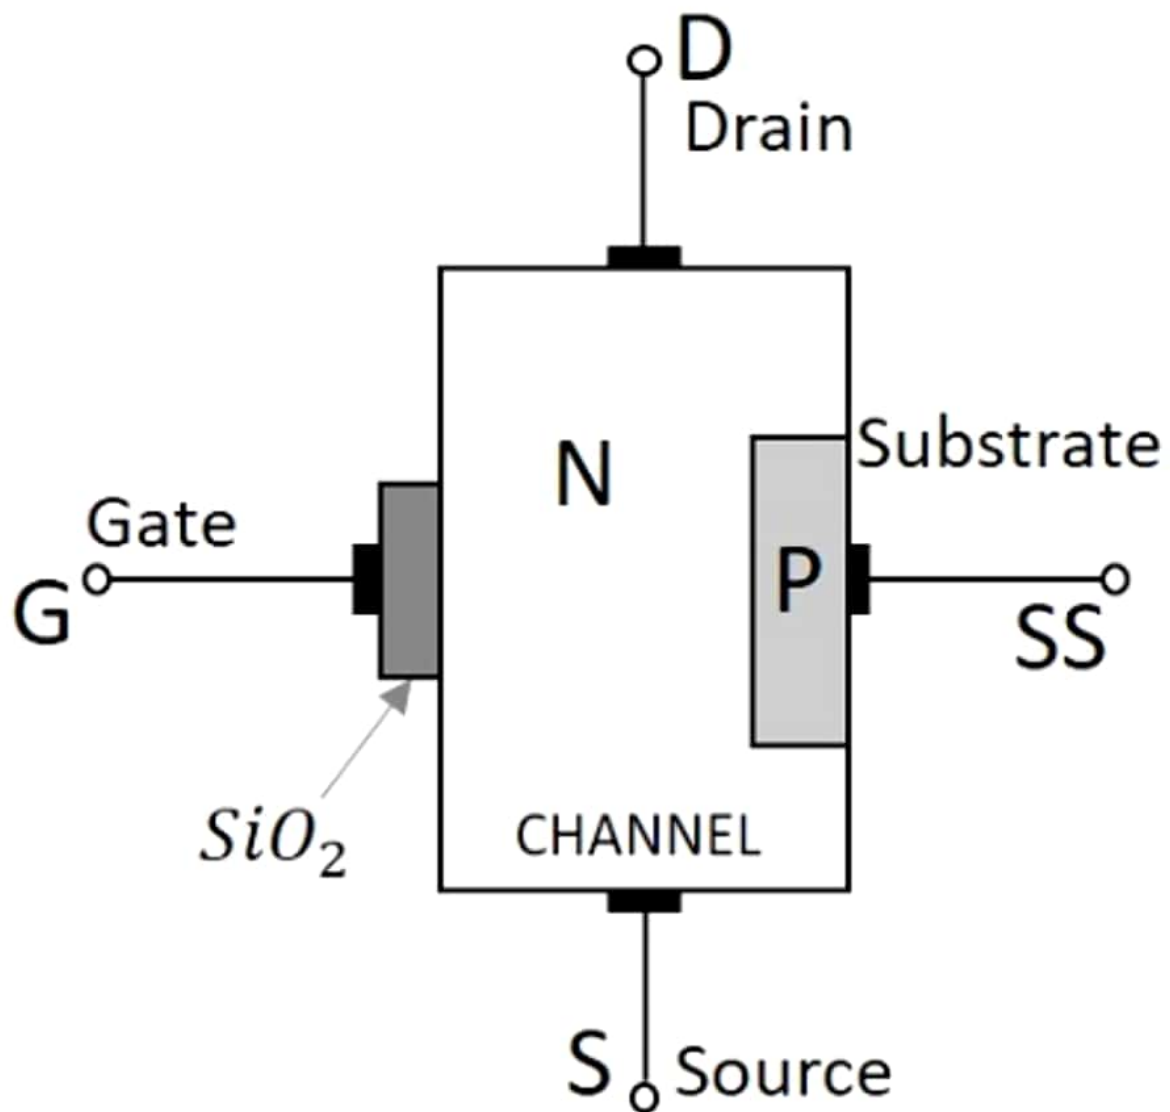 D
Drain
N
Substrate
Gate
G
P
SS
SiO₂
CHANNEL
S
Source